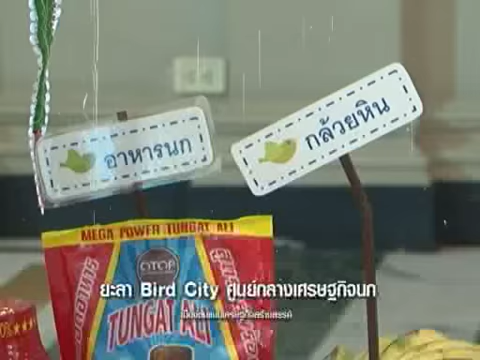 อาหารนก
กล้วยหิน
MEGA POWER TUNGAT ALI
OTOP
TUNGAT ALI
ยะลา Bird City ศูนย์กลางเศรษฐกิจนก